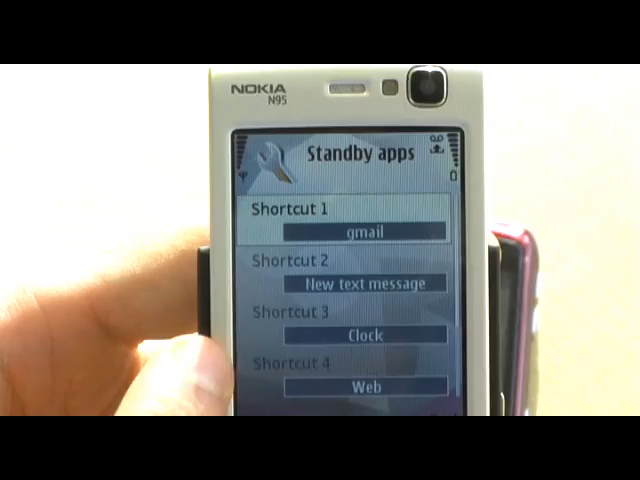 NOKIA
N95
Standby apps
Shortcut 1
gmail
Shortcut 2
New text message
Shortcut 3
Clock
Shortcut 4
Web